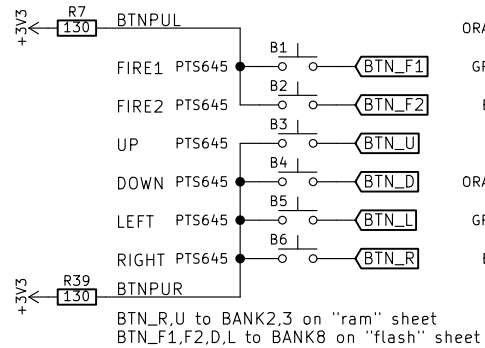 +3V3 R7 130 BTNPUL
ORA
FIRE1 PTS645 B1 BTN_F1 GR
FIRE2 PTS645 B2 BTN_F2
UP B3 BTN_U
DOWN PTS645 B4 BTN_D ORA
LEFT PTS645 B5 BTN_L GR
RIGHT PTS645 B6 BTN_R
+3V3 R39 130 BTNPUR
BTN_R,U to BANK2,3 on "ram" sheet
BTN_F1,F2,D,L to BANK8 on "flash" sheet